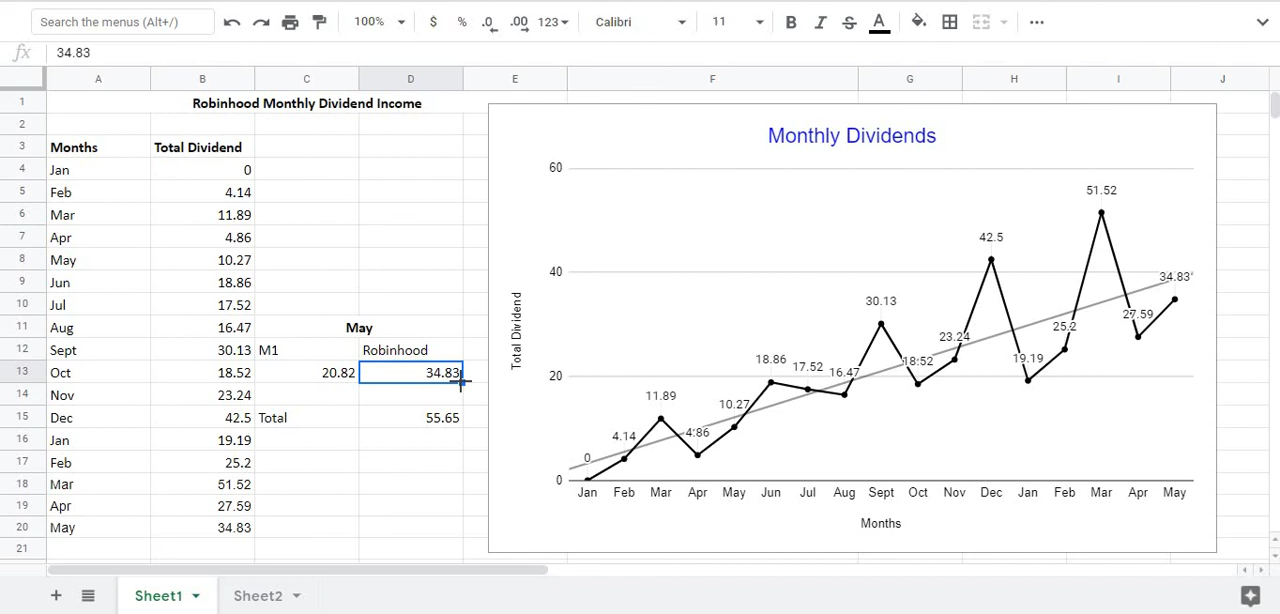 Search the menus (Alt+/)
100% $ % .0 .00 123 Calibri 11 B I S A
fx 34.83
A B C D E F G H I J
1 Robinhood Monthly Dividend Income
2
3 Months Total Dividend
4 Jan 0
5 Feb 4.14
6 Mar 11.89
7 Apr 4.86
8 May 10.27
9 Jun 18.86
10 Jul 17.52
11 Aug 16.47 May
12 Sept 30.13 M1 Robinhood
13 Oct 18.52 20.82 34.83
14 Nov 23.24
15 Dec 42.5 Total 55.65
16 Jan 19.19
17 Feb 25.2
18 Mar 51.52
19 Apr 27.59
20 May 34.83
21
Monthly Dividends
Total Dividend
60
40
20
0
0 4.14 11.89 4.86 10.27 18.86 17.52 16.47 30.13 18.52 23.24 42.5 19.19 25.2 51.52 27.59 34.83
Jan Feb Mar Apr May Jun Jul Aug Sept Oct Nov Dec Jan Feb Mar Apr May
Months
Sheet1 Sheet2